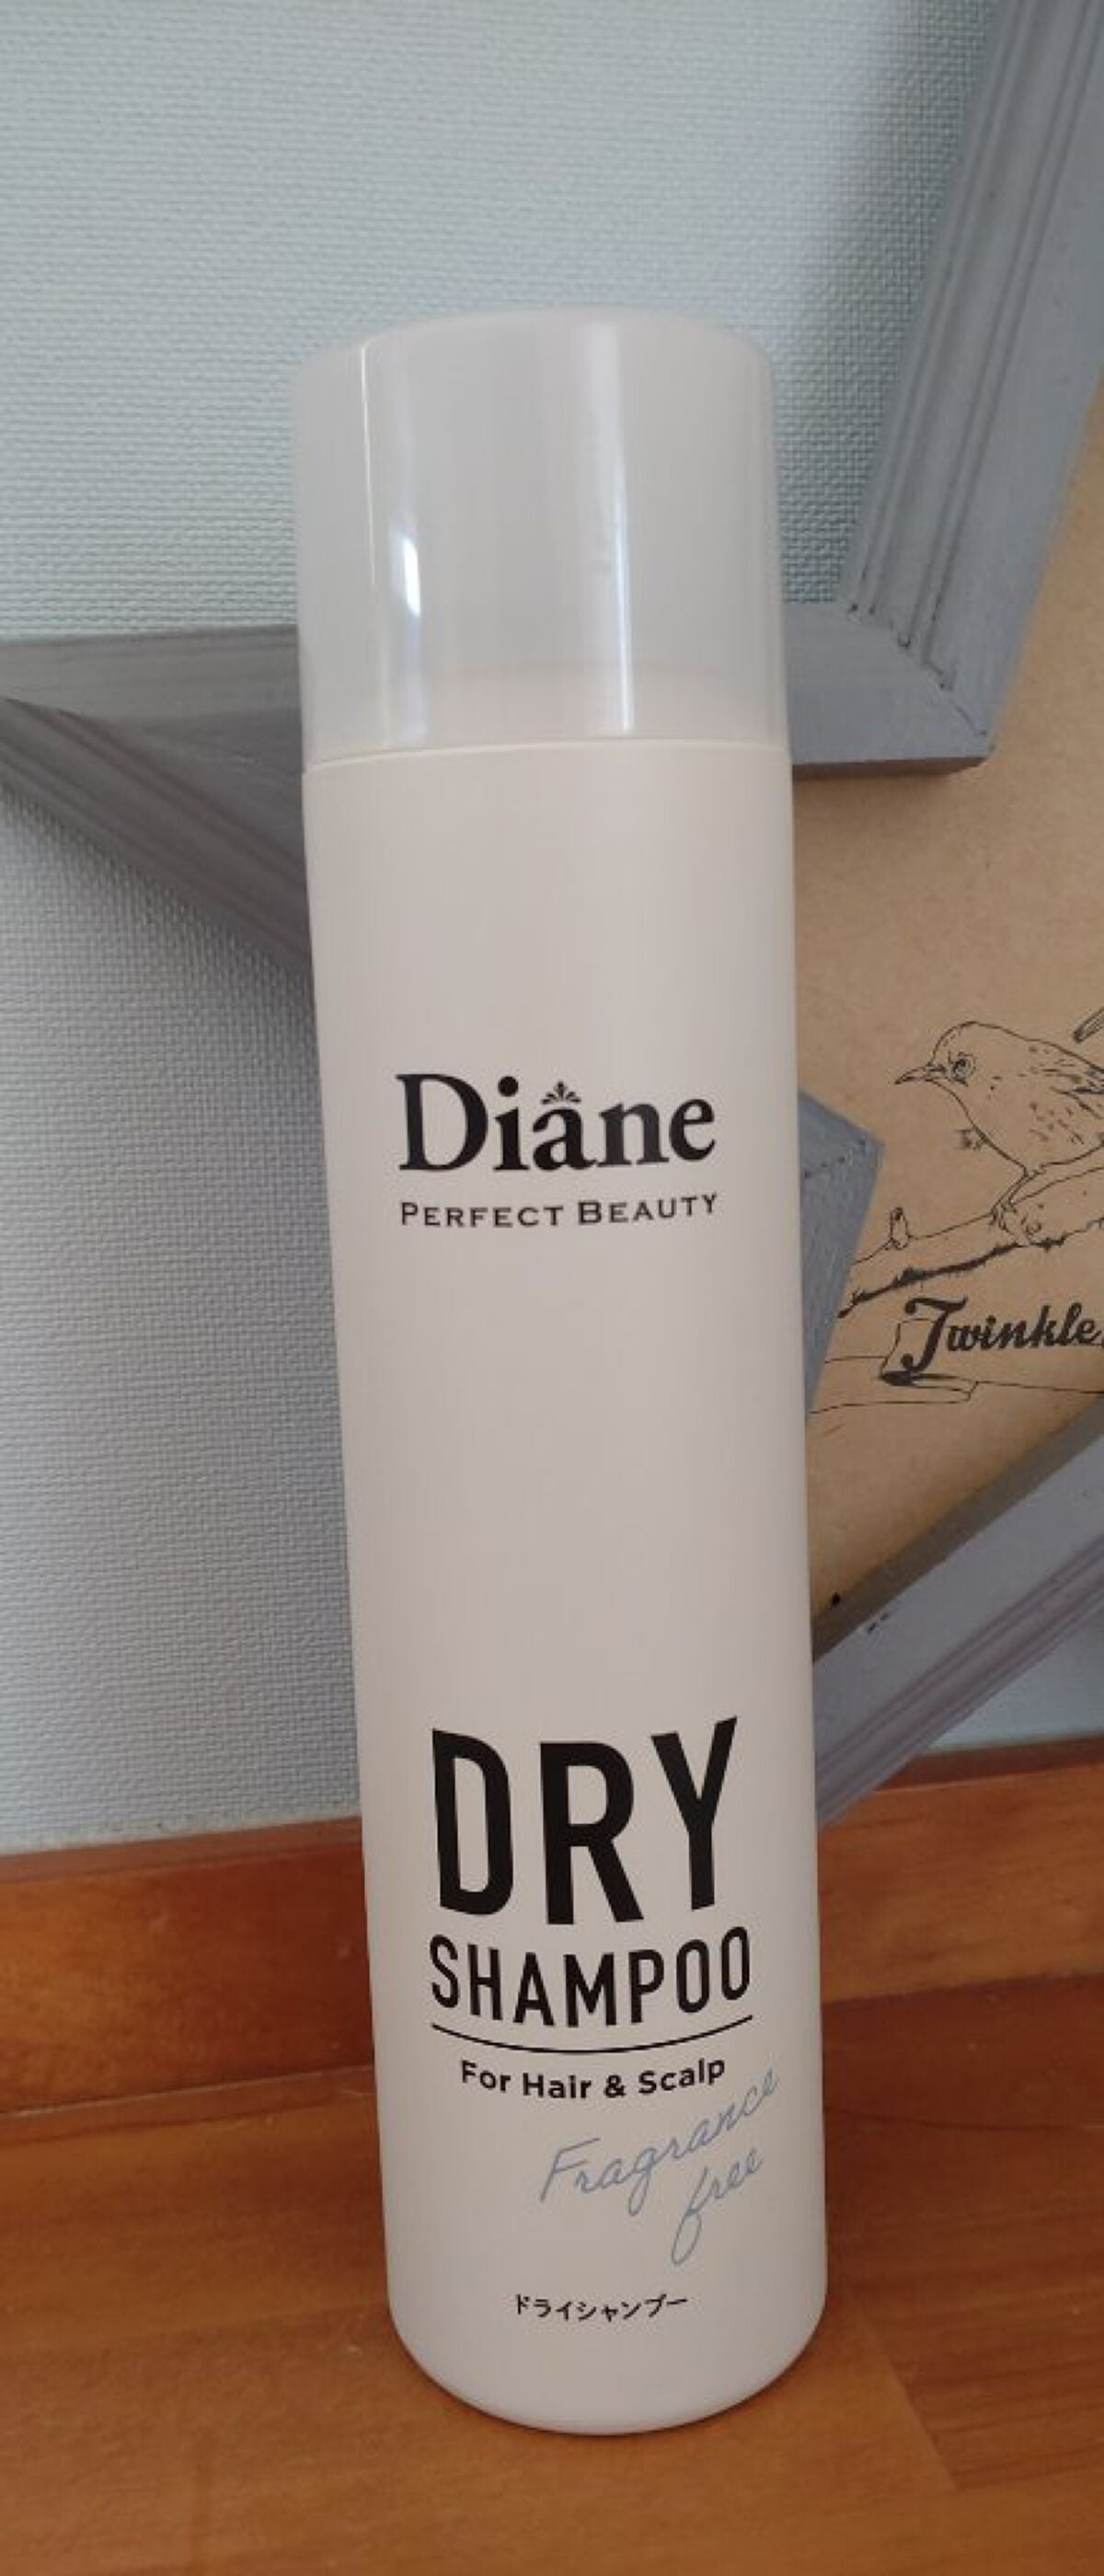 Diane
PERFECT BEAUTY
Twinkle,
DRY
SHAMPOO
For Hair & Scalp
Fragrance
free
ドライシャンプー